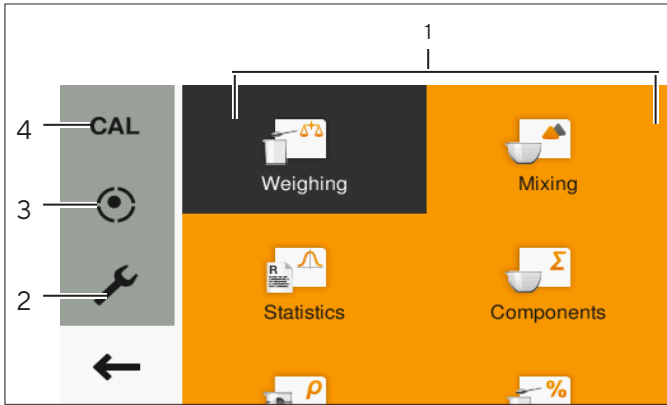 1
4 CAL
Weighing Mixing
3
R Σ
2
Statistics Components
ρ %